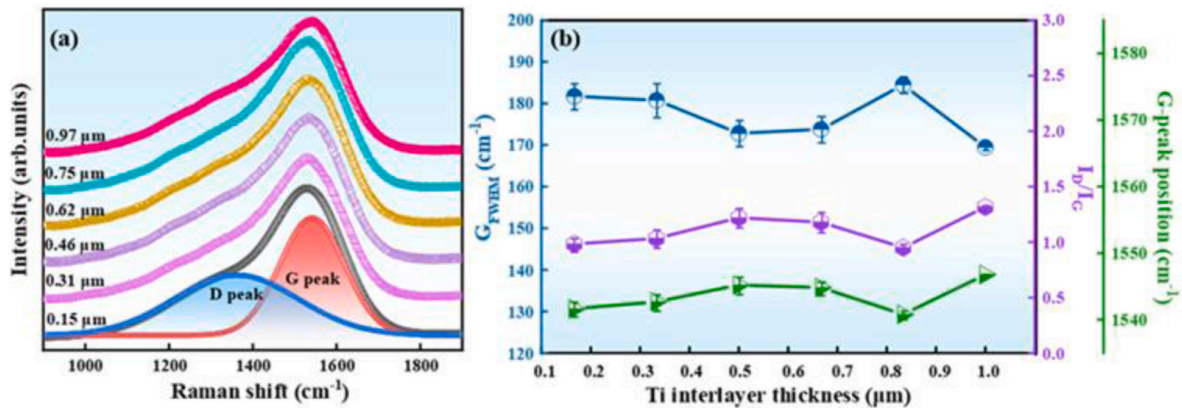 (a)
Intensity (arb.units)
0.97 μm
0.75 μm
0.62 μm
0.46 μm
0.31 μm
0.15 μm
D peak
G peak
1000 1200 1400 1600 1800
Raman shift (cm⁻¹)
(b)
G_FWHM (cm⁻¹)
200
190
180
170
160
150
140
130
120
0.1 0.2 0.3 0.4 0.5 0.6 0.7 0.8 0.9 1.0
Ti interlayer thickness (μm)
3.0
2.5
2.0
1.5
1.0
0.5
0.0
I_D/I_G
1580
1570
1560
1550
1540
G-peak position (cm⁻¹)